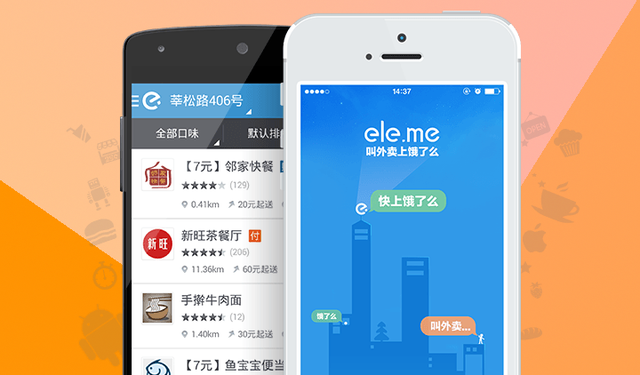 莘松路406号
全部口味
默认排
【7元】邻家快餐
(129)
0.41km
20元起送
新旺
新旺茶餐厅 付
(206)
11.36km
60元起送
手擀牛肉面
(12)
1.40km
30元起送
【7元】鱼宝宝便当
14:37
ele.me
叫外卖上饿了么
快上饿了么
饿了么
叫外卖...